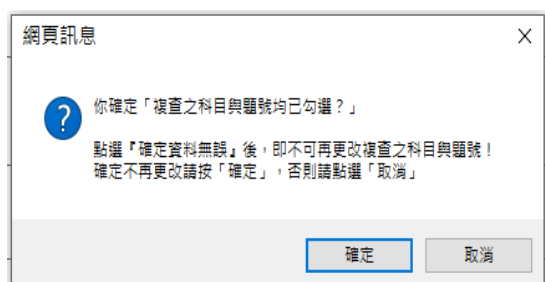 網頁訊息
你確定「複查之科目與題號均已勾選？」
點選『確定資料無誤』後，即不可再更改複查之科目與題號！
確定不再更改請按「確定」，否則請點選「取消」
確定
取消